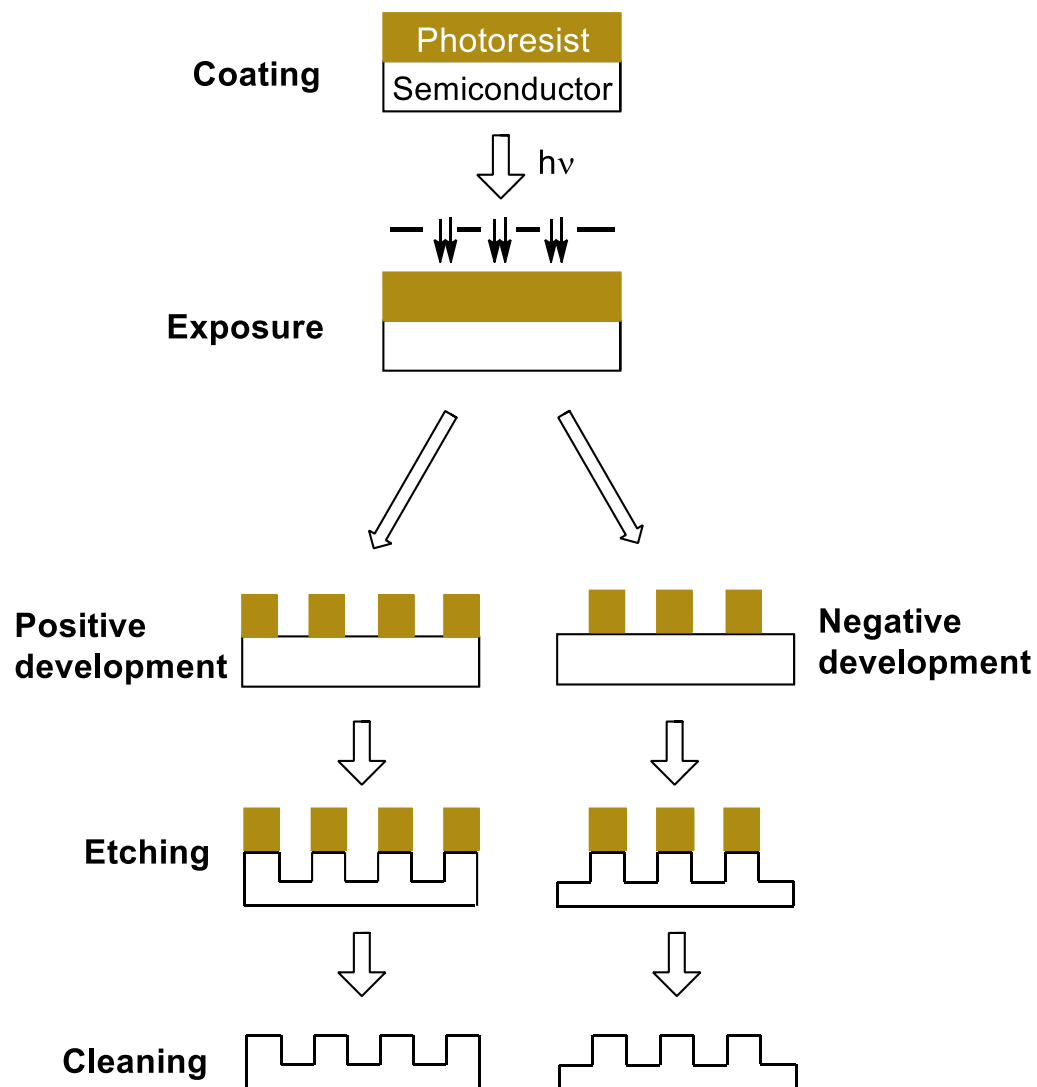 Photoresist
Coating
Semiconductor
hν
Exposure
Positive
development
Negative
development
Etching
Cleaning